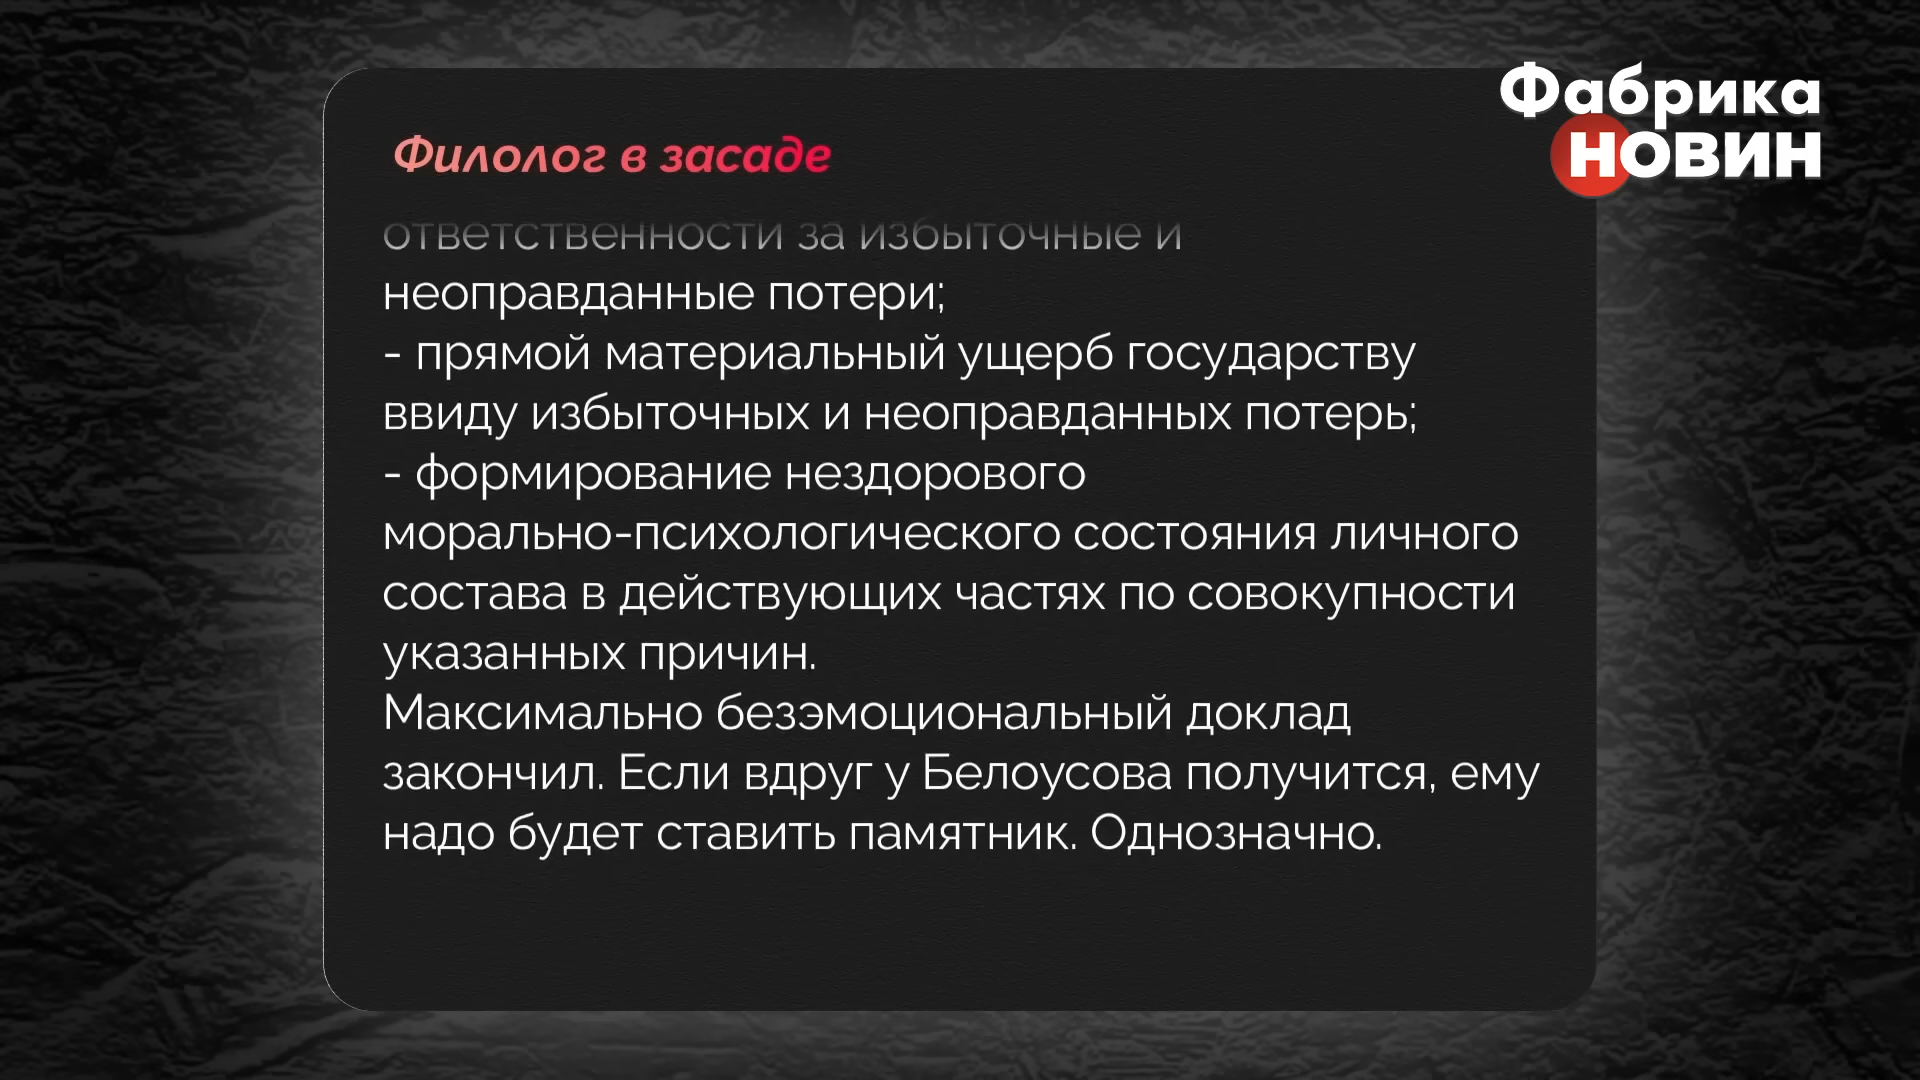 Фабрика
новин
Филолог в засаде
ответственности за избыточные и
неоправданные потери;
- прямой материальный ущерб государству
ввиду избыточных и неоправданных потерь;
- формирование нездорового
морально-психологического состояния личного
состава в действующих частях по совокупности
указанных причин.
Максимально безэмоциональный доклад
закончил. Если вдруг у Белоусова получится, ему
надо будет ставить памятник. Однозначно.